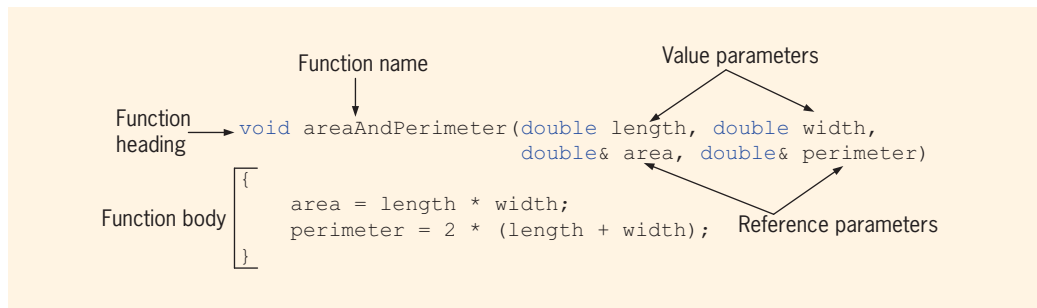 Function name
Value parameters
Function
heading
void areaAndPerimeter(double length, double width,
double& area, double& perimeter)
{
Function body
area = length * width;
perimeter = 2 * (length + width);
Reference parameters
}